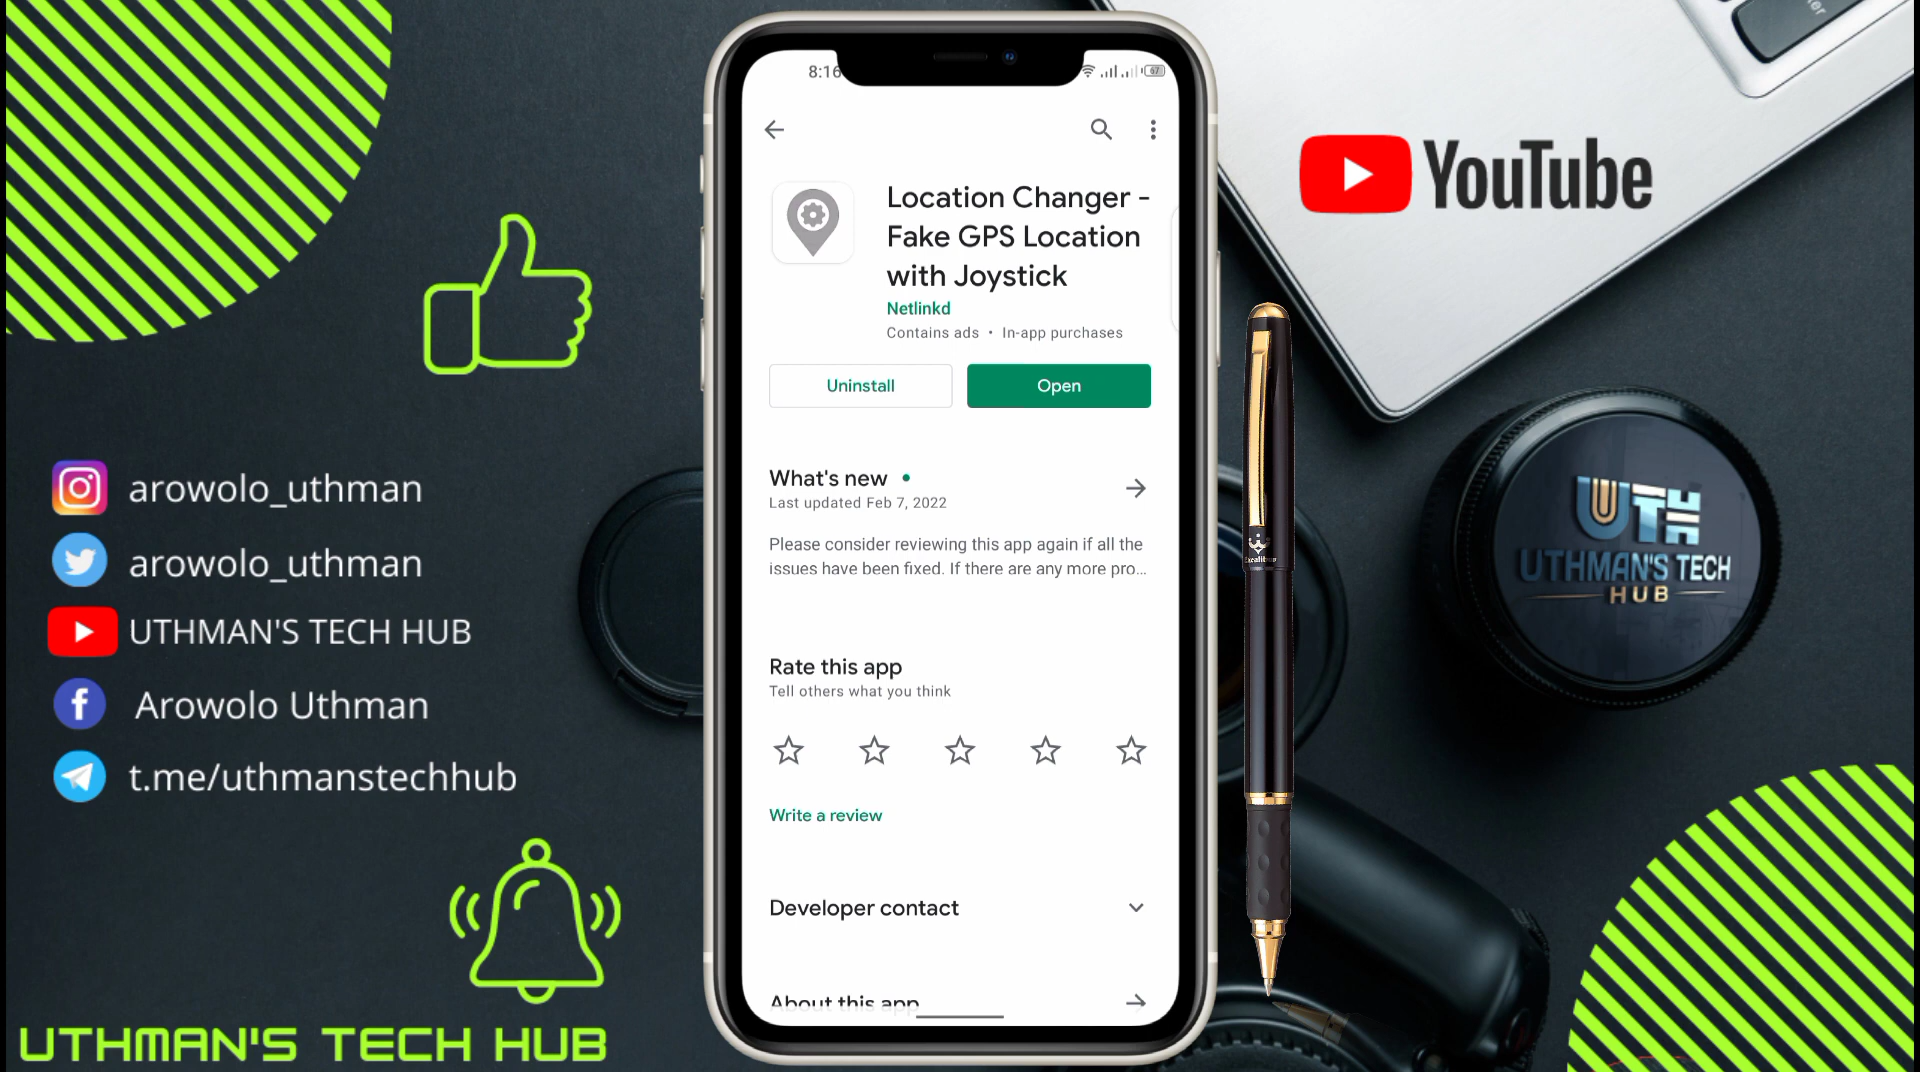 8:16
67
Location Changer -
Fake GPS Location
with Joystick
Netlinkd
Contains ads • In-app purchases
Uninstall
Open
What's new
Last updated Feb 7, 2022
Please consider reviewing this app again if all the
issues have been fixed. If there are any more pro...
Rate this app
Tell others what you think
Write a review
Developer contact
About this app
arowolo_uthman
arowolo_uthman
UTHMAN'S TECH HUB
Arowolo Uthman
t.me/uthmanstechhub
UTHMAN'S TECH HUB
YouTube
UTH
UTHMAN'S TECH
HUB